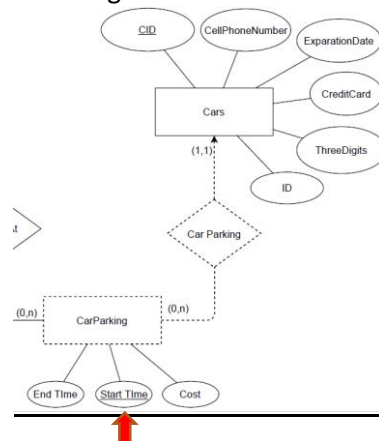 CID
CellPhoneNumber
ExparationDate
CreditCard
Cars
ThreeDigits
(1,1)
ID
Car Parking
(0,n)
(0,n)
CarParking
End TIme
Start TIme
Cost